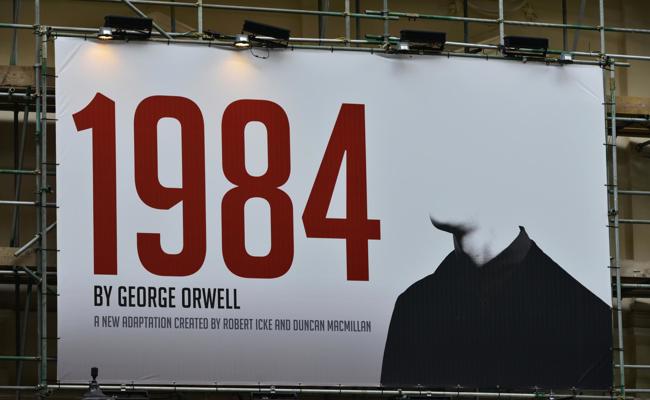 1984
BY GEORGE ORWELL
A NEW ADAPTATION CREATED BY ROBERT ICKE AND DUNCAN MACMILLAN